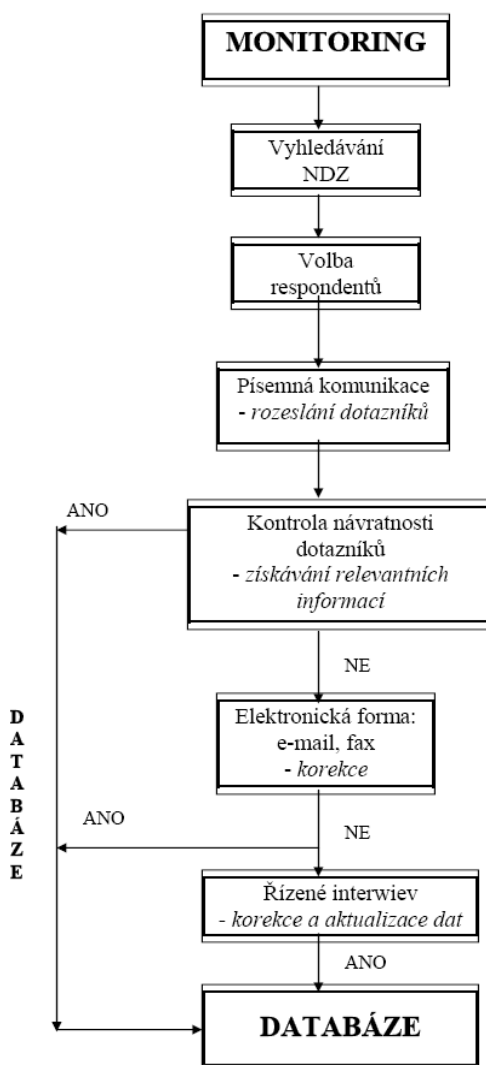 MONITORING
Vyhledávání
NDZ
Volba
respondentů
Písemná komunikace
- rozeslání dotazníků
ANO
Kontrola návratnosti
dotazníků
- získávání relevantních
informací
NE
Elektronická forma:
e-mail, fax
- korekce
D
A
T
A
B
Á
Z
E
ANO
NE
Řízené interwiev
- korekce a aktualizace dat
ANO
DATABÁZE